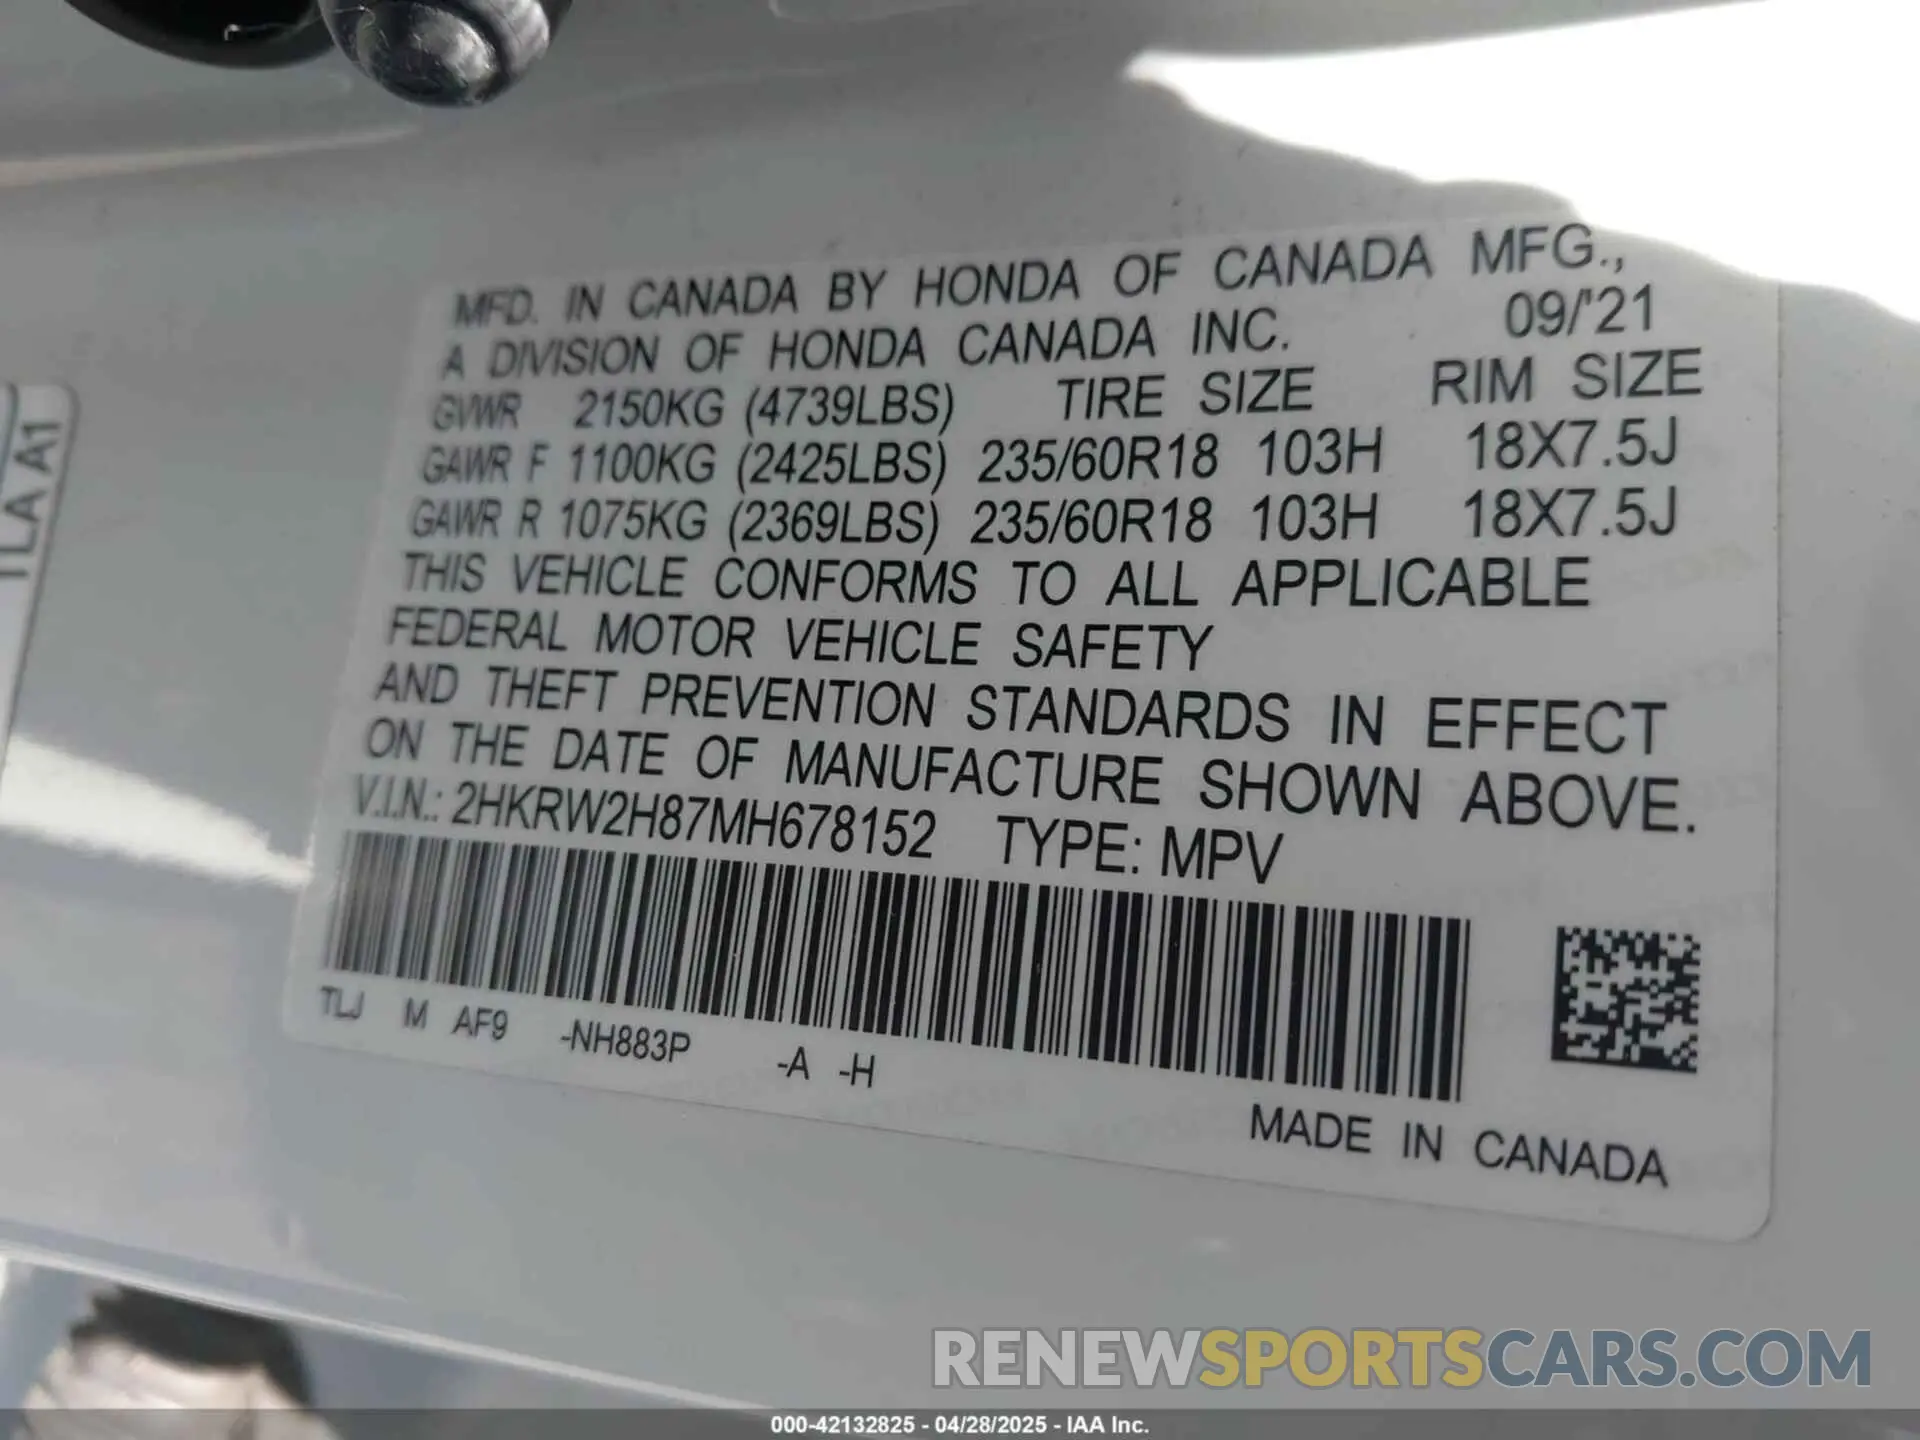 MFD. IN CANADA BY HONDA OF CANADA MFG.,
A DIVISION OF HONDA CANADA INC. 09/'21
GVWR 2150KG (4739LBS) TIRE SIZE RIM SIZE
GAWR F 1100KG (2425LBS) 235/60R18 103H 18X7.5J
GAWR R 1075KG (2369LBS) 235/60R18 103H 18X7.5J
THIS VEHICLE CONFORMS TO ALL APPLICABLE
FEDERAL MOTOR VEHICLE SAFETY
AND THEFT PREVENTION STANDARDS IN EFFECT
ON THE DATE OF MANUFACTURE SHOWN ABOVE.
V.I.N.: 2HKRW2H87MH678152 TYPE: MPV
TLJ M AF9 -NH883P -A -H
MADE IN CANADA
TLA A1
RENEWSPORTSCARS.COM
000-42132825 - 04/28/2025 - IAA Inc.